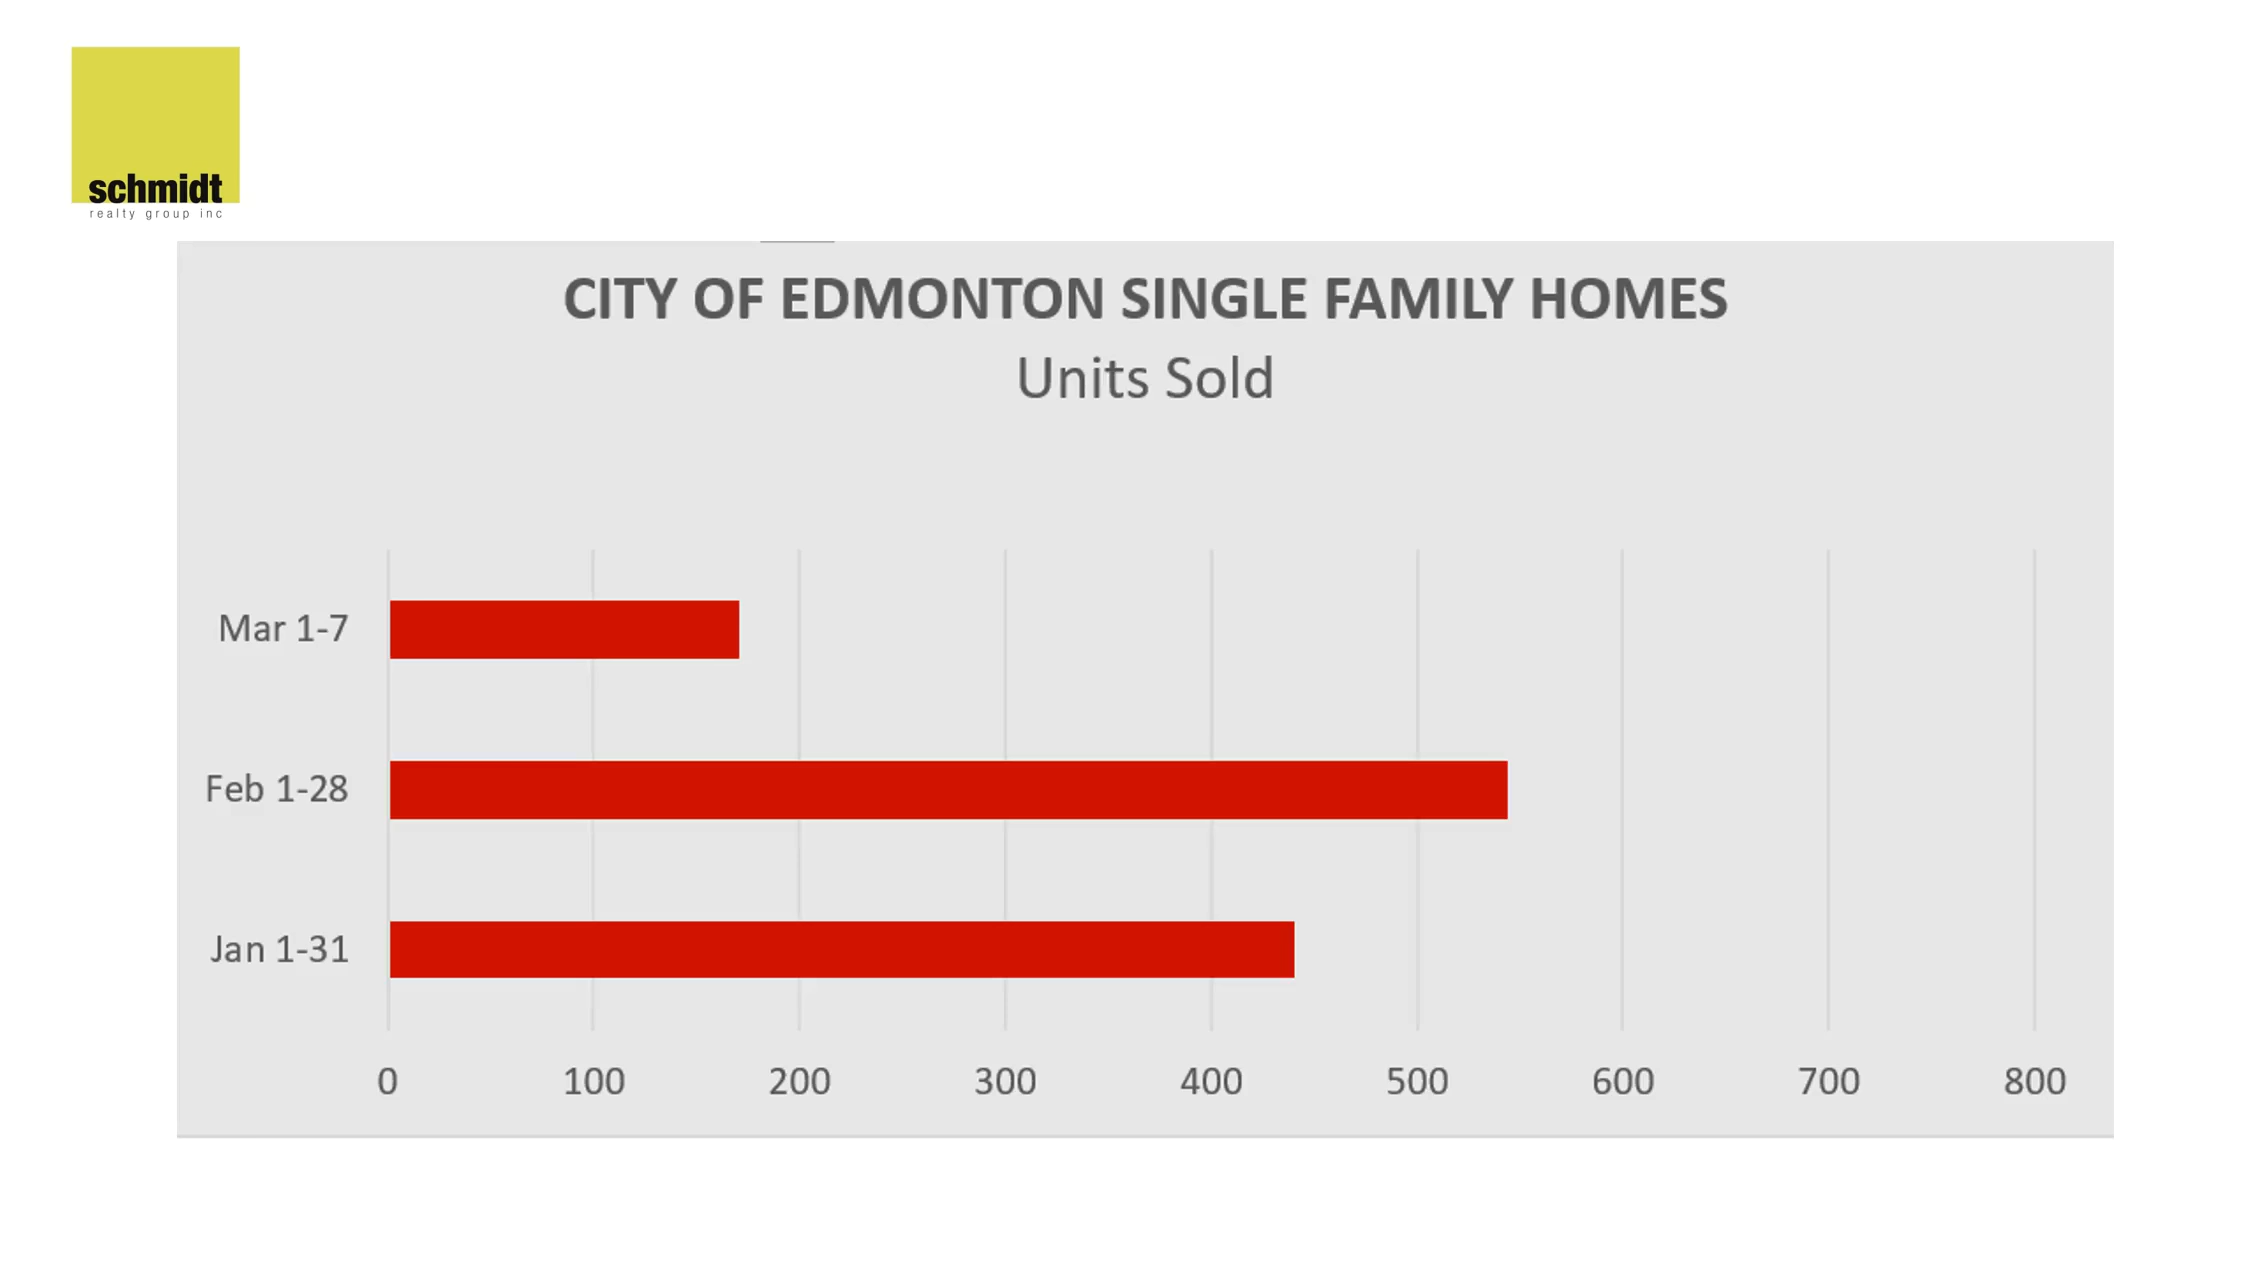 schmidt
realty group inc
CITY OF EDMONTON SINGLE FAMILY HOMES
Units Sold
Mar 1-7
Feb 1-28
Jan 1-31
0 100 200 300 400 500 600 700 800